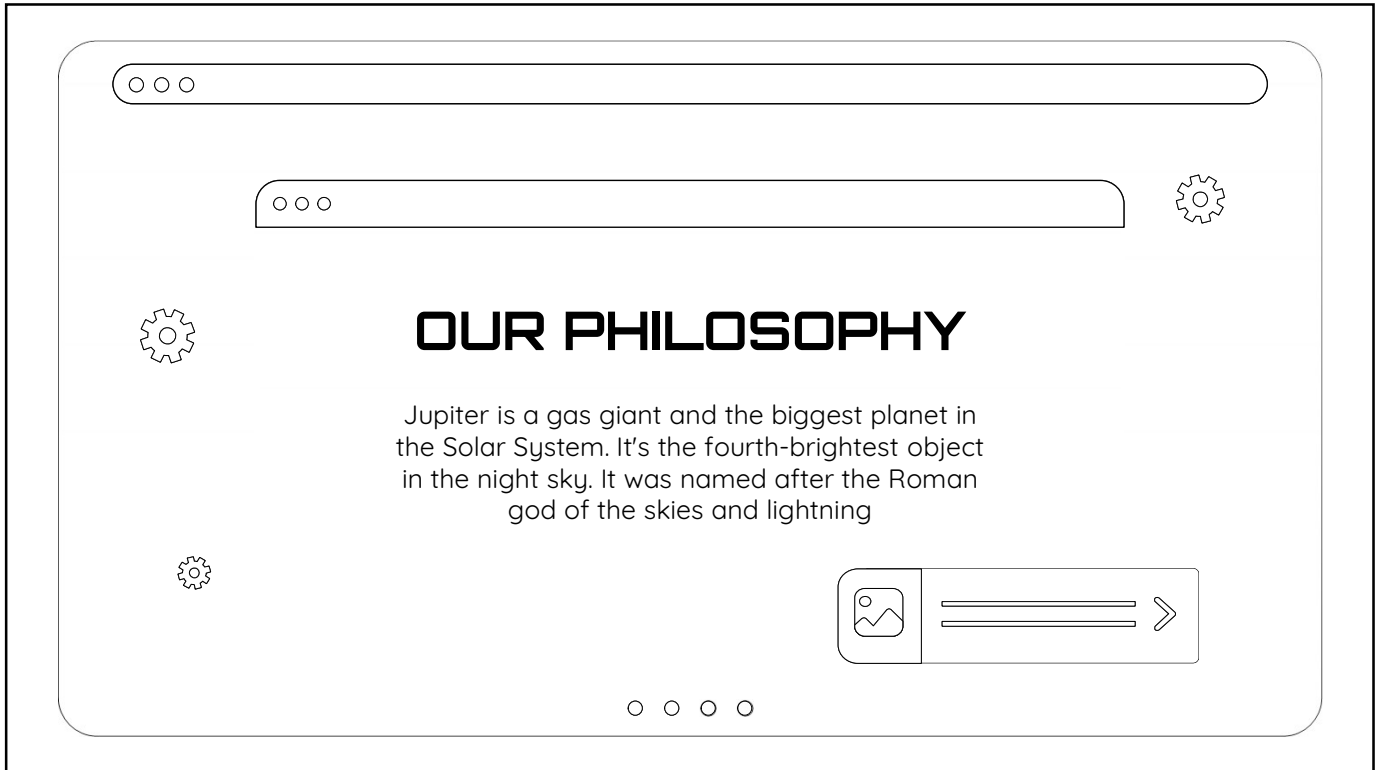 OUR PHILOSOPHY
Jupiter is a gas giant and the biggest planet in
the Solar System. It's the fourth-brightest object
in the night sky. It was named after the Roman
god of the skies and lightning